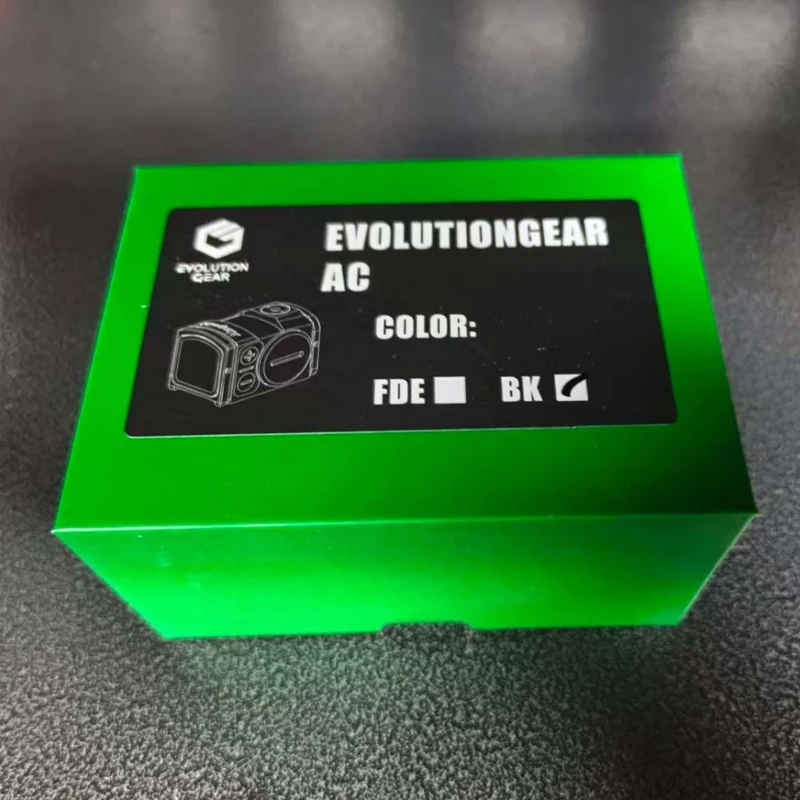 EVOLUTION
GEAR
EVOLUTIONGEAR
AC
COLOR:
FDE BK